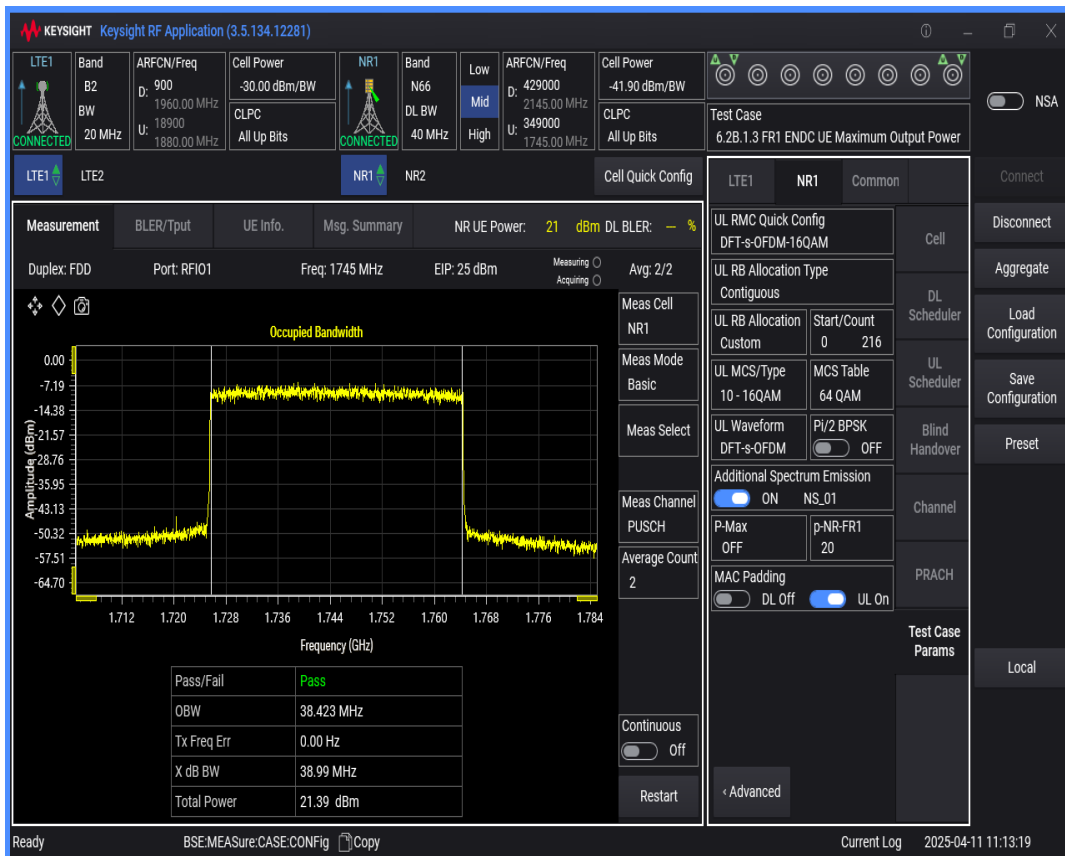 KEYSIGHT Keysight RF Application (3.5.134.12281)
LTE1
CONNECTED
Band
B2
BW
20 MHz
ARFCN/Freq
D: 900
1960.00 MHz
U: 18900
1880.00 MHz
Cell Power
-30.00 dBm/BW
CLPC
All Up Bits
NR1
CONNECTED
Band
N66
DL BW
40 MHz
Low
Mid
High
ARFCN/Freq
D: 429000
2145.00 MHz
U: 349000
1745.00 MHz
Cell Power
-41.90 dBm/BW
CLPC
All Up Bits
Test Case
6.2B.1.3 FR1 ENDC UE Maximum Output Power
NSA
LTE1 LTE2 NR1 NR2 Cell Quick Config
Measurement BLER/Tput UE Info. Msg. Summary NR UE Power: 21 dBm DL BLER: — %
Duplex: FDD Port: RFIO1 Freq: 1745 MHz EIP: 25 dBm Measuring Acquiring Avg: 2/2
Occupied Bandwidth
Amplitude (dBm)
0.00
-7.19
-14.38
-21.57
-28.76
-35.95
-43.13
-50.32
-57.51
-64.70
1.712 1.720 1.728 1.736 1.744 1.752 1.760 1.768 1.776 1.784
Frequency (GHz)
Pass/Fail Pass
OBW 38.423 MHz
Tx Freq Err 0.00 Hz
X dB BW 38.99 MHz
Total Power 21.39 dBm
Meas Cell
NR1
Meas Mode
Basic
Meas Select
Meas Channel
PUSCH
Average Count
2
Continuous
Off
Restart
LTE1 NR1 Common
UL RMC Quick Config
DFT-s-OFDM-16QAM
UL RB Allocation Type
Contiguous
UL RB Allocation Start/Count
Custom 0 216
UL MCS/Type MCS Table
10 - 16QAM 64 QAM
UL Waveform Pi/2 BPSK
DFT-s-OFDM OFF
Additional Spectrum Emission
ON NS_01
P-Max p-NR-FR1
OFF 20
MAC Padding
DL Off UL On
‹ Advanced
Cell
DL
Scheduler
UL
Scheduler
Blind
Handover
Channel
PRACH
Test Case
Params
Connect
Disconnect
Aggregate
Load
Configuration
Save
Configuration
Preset
Local
Ready BSE:MEASure:CASE:CONFig Copy Current Log 2025-04-11 11:13:19